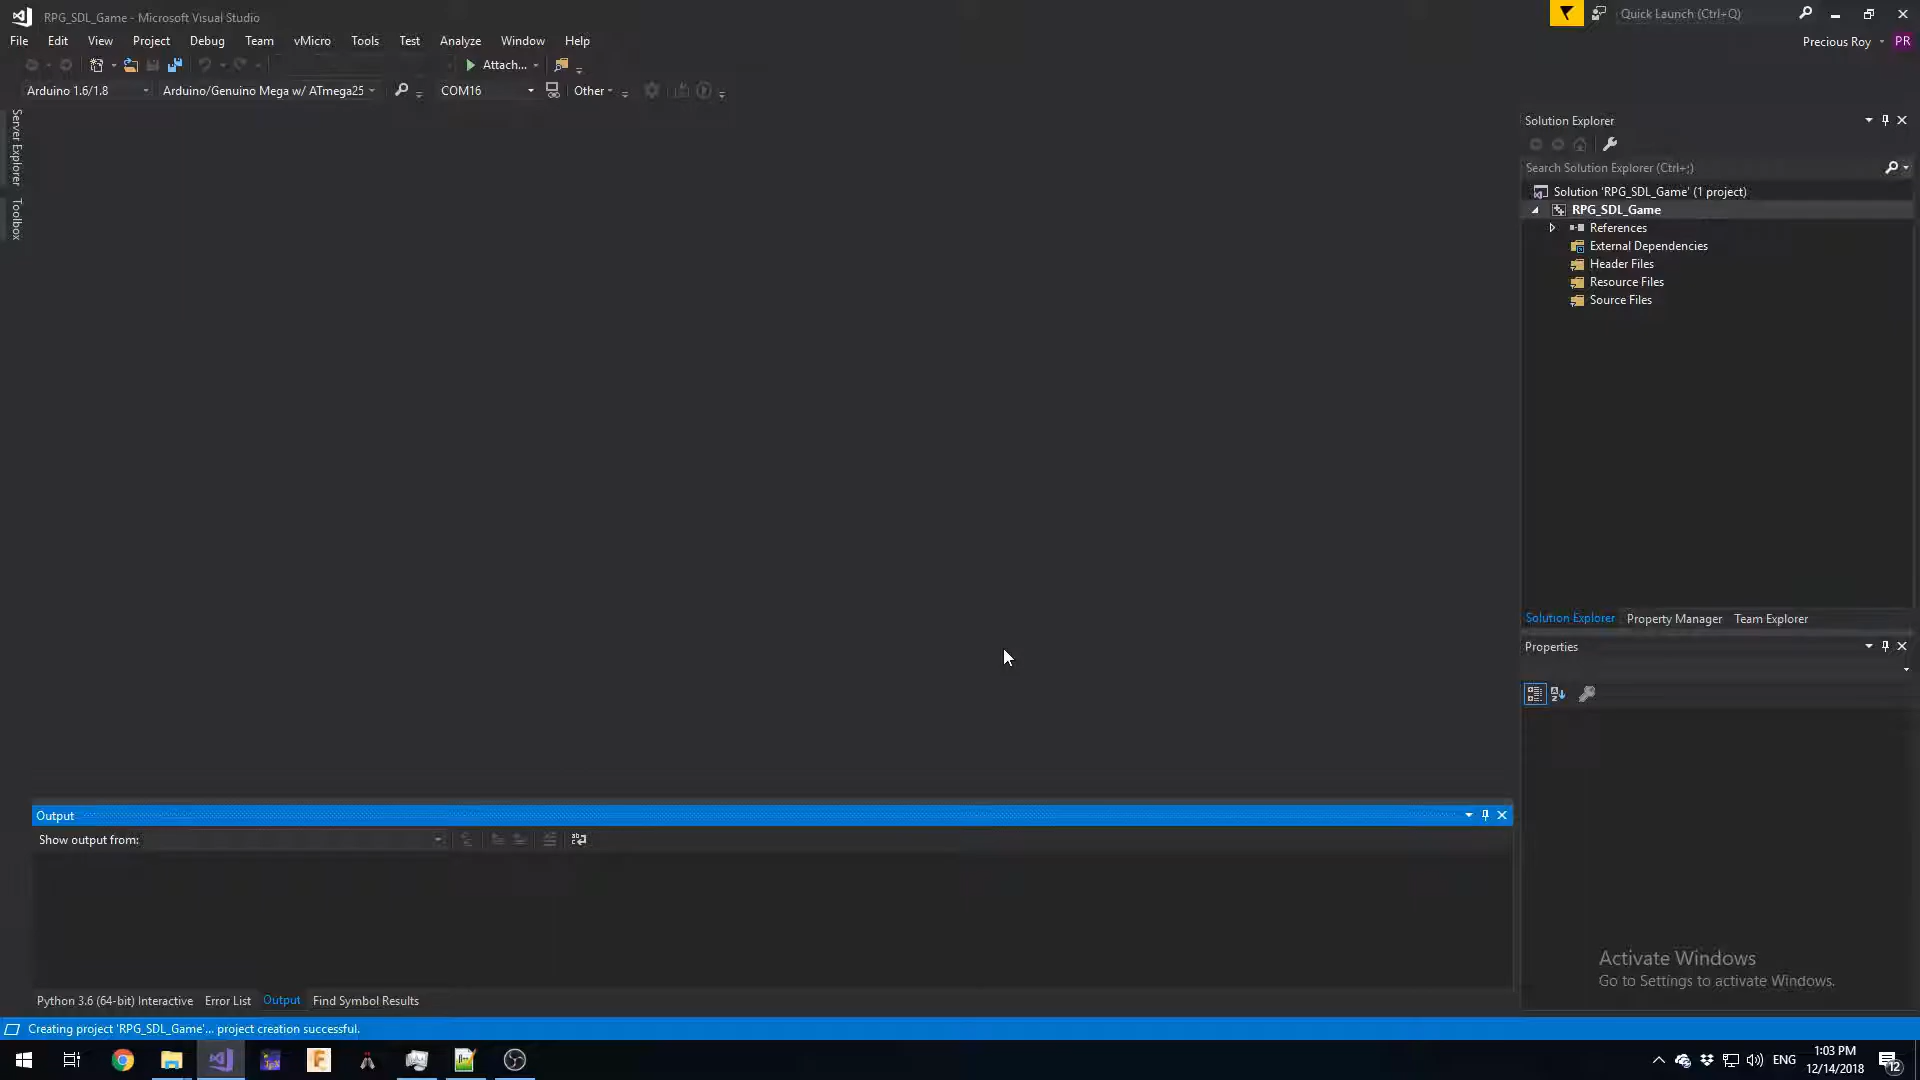 RPG_SDL_Game - Microsoft Visual Studio
Quick Launch (Ctrl+Q)
File Edit View Project Debug Team vMicro Tools Test Analyze Window Help
Precious Roy PR
Attach...
Arduino 1.6/1.8 Arduino/Genuino Mega w/ ATmega25 COM16 Other
Server Explorer
Toolbox
Solution Explorer
Search Solution Explorer (Ctrl+;)
Solution 'RPG_SDL_Game' (1 project)
RPG_SDL_Game
References
External Dependencies
Header Files
Resource Files
Source Files
Solution Explorer Property Manager Team Explorer
Properties
Output
Show output from:
Activate Windows
Go to Settings to activate Windows.
Python 3.6 (64-bit) Interactive Error List Output Find Symbol Results
Creating project 'RPG_SDL_Game'... project creation successful.
ENG
1:03 PM
12/14/2018
12